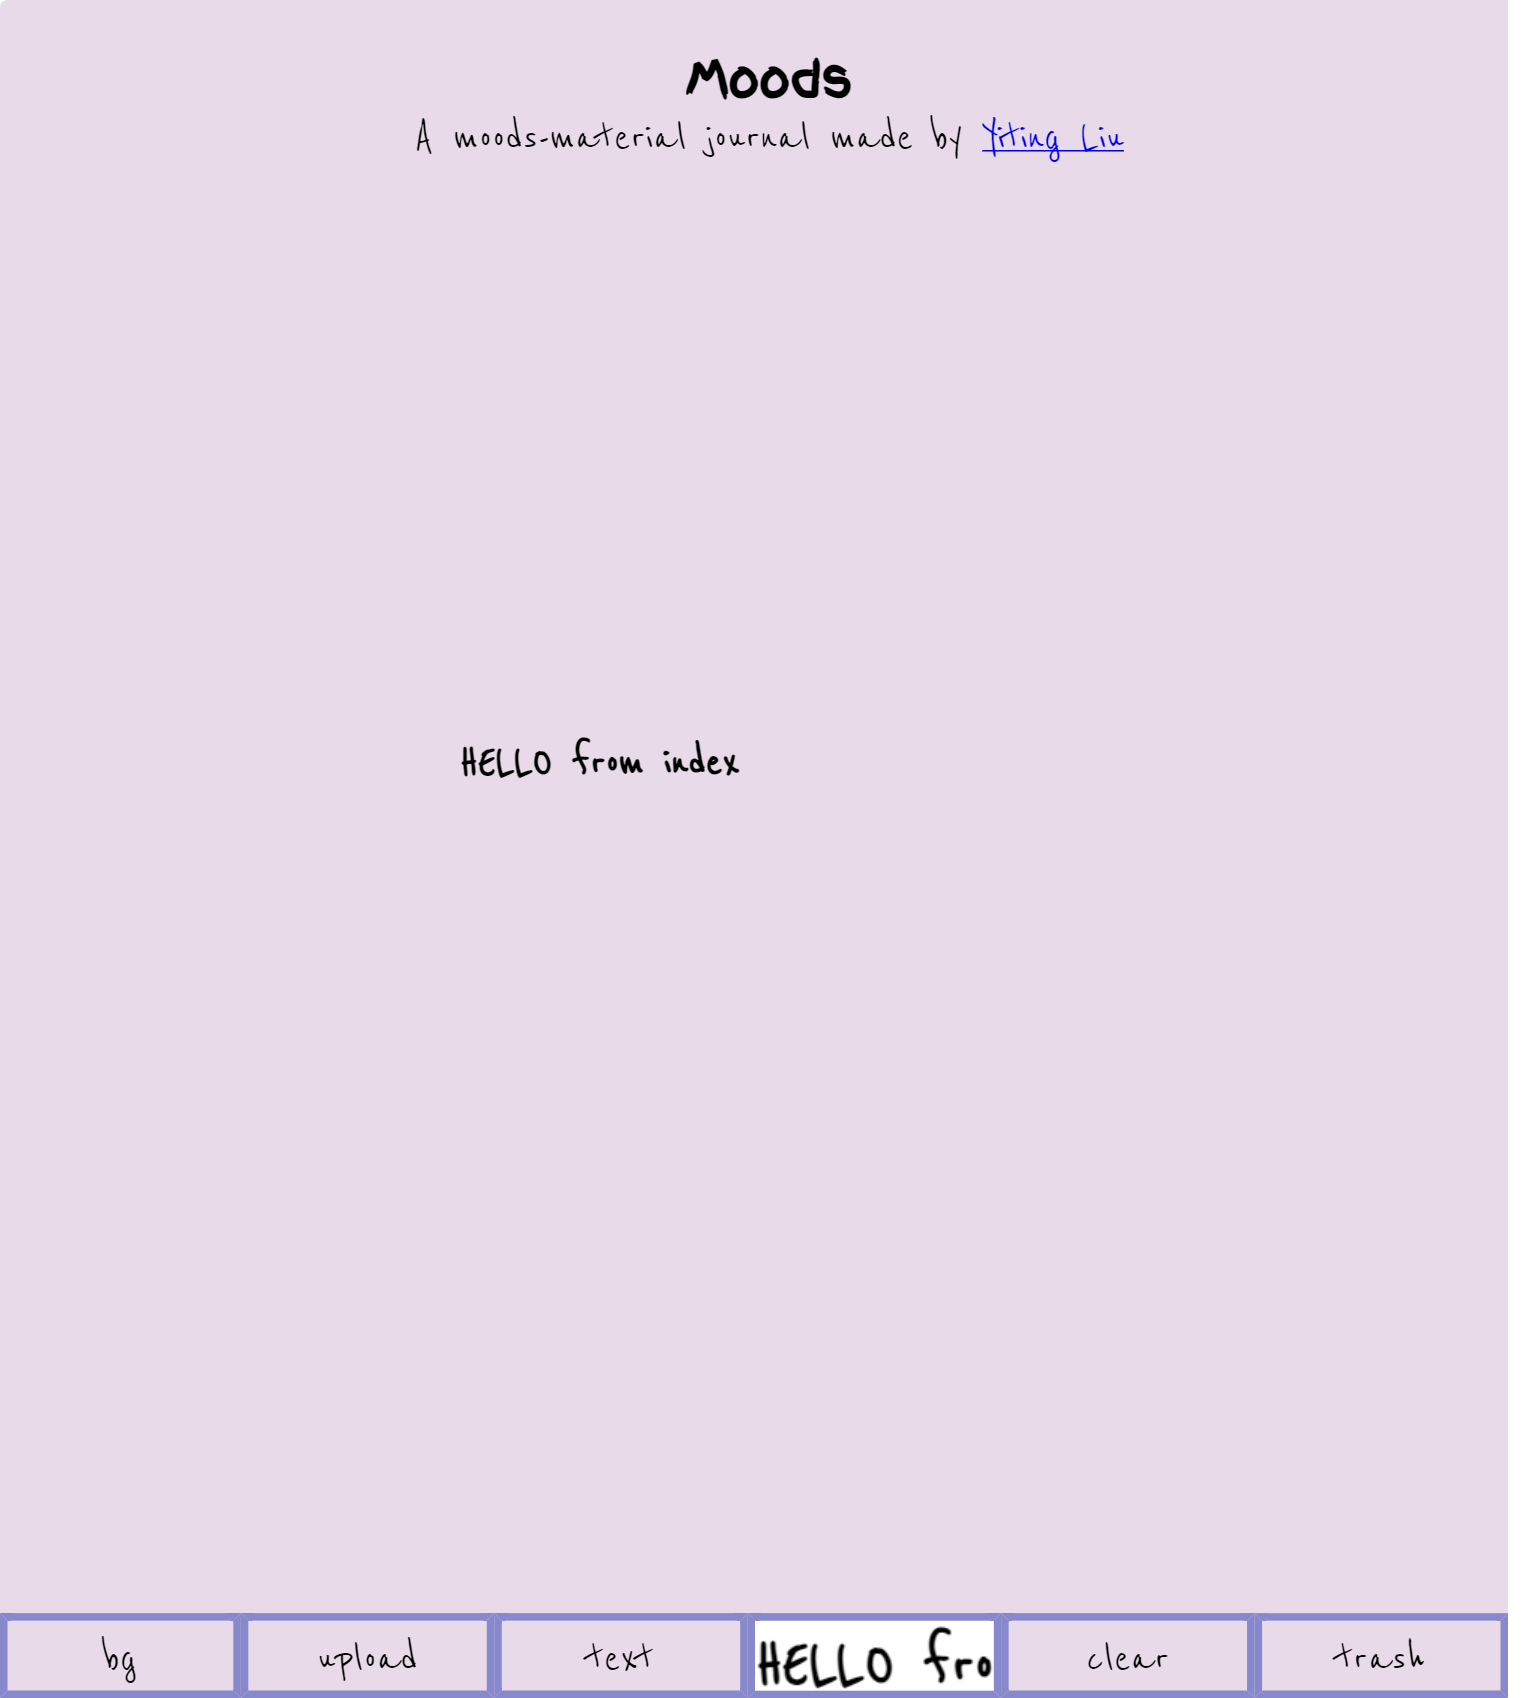 Moods
A moods-material journal made by Yiting Liu
HELLO from index
bg
upload
text
HELLO fro
clear
trash